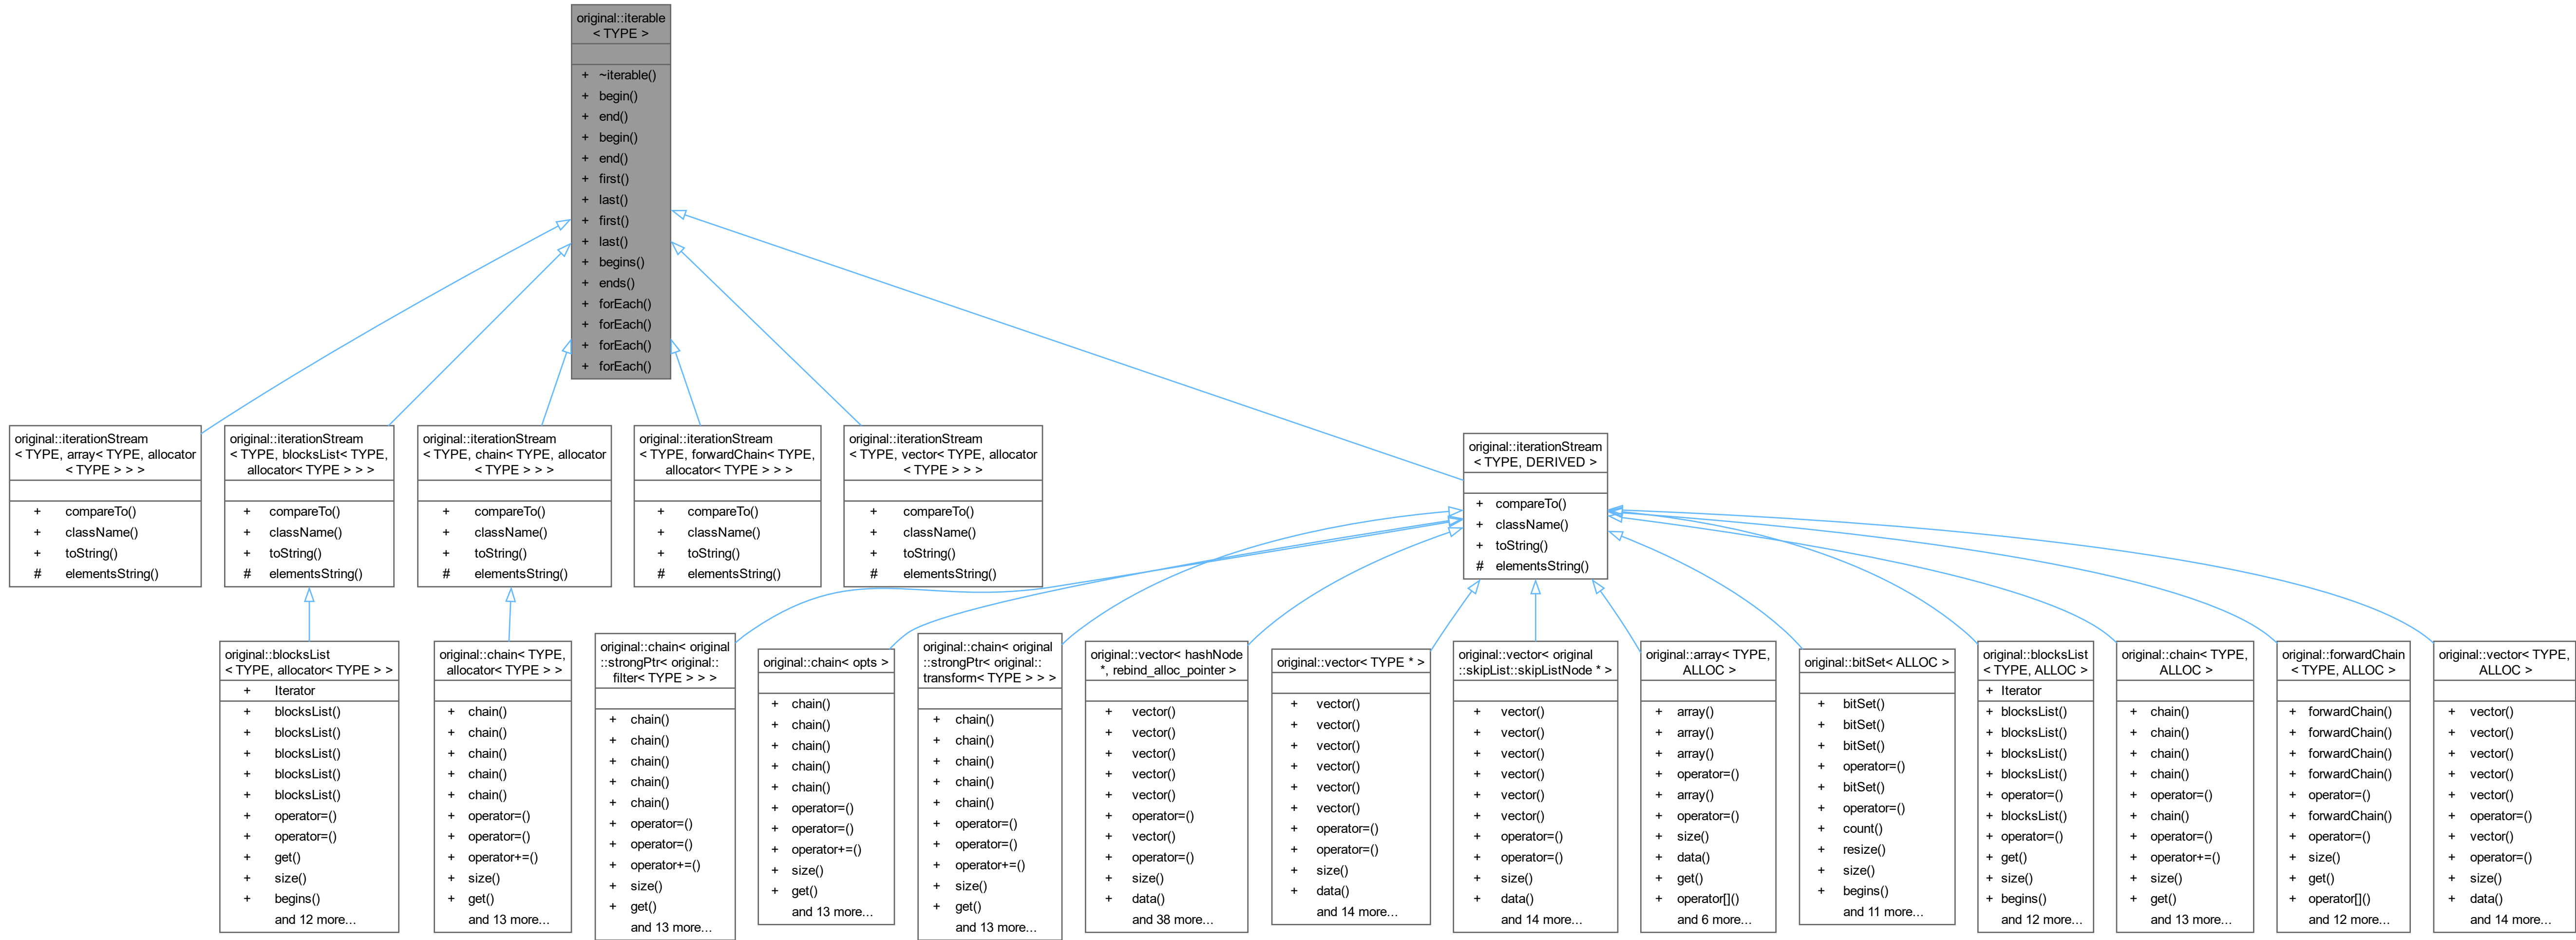 original::iterable
< TYPE >
+ ~iterable()
+ begin()
+ end()
+ begin()
+ end()
+ first()
+ last()
+ first()
+ last()
+ begins()
+ ends()
+ forEach()
+ forEach()
+ forEach()
+ forEach()
original::iterationStream
< TYPE, array< TYPE, allocator
< TYPE > > >
+ compareTo()
+ className()
+ toString()
# elementsString()
original::iterationStream
< TYPE, blocksList< TYPE,
allocator< TYPE > > >
+ compareTo()
+ className()
+ toString()
# elementsString()
original::iterationStream
< TYPE, chain< TYPE, allocator
< TYPE > > >
+ compareTo()
+ className()
+ toString()
# elementsString()
original::iterationStream
< TYPE, forwardChain< TYPE,
allocator< TYPE > > >
+ compareTo()
+ className()
+ toString()
# elementsString()
original::iterationStream
< TYPE, vector< TYPE, allocator
< TYPE > > >
+ compareTo()
+ className()
+ toString()
# elementsString()
original::iterationStream
< TYPE, DERIVED >
+ compareTo()
+ className()
+ toString()
# elementsString()
original::blocksList
< TYPE, allocator< TYPE > >
+ Iterator
+ blocksList()
+ blocksList()
+ blocksList()
+ blocksList()
+ blocksList()
+ operator=()
+ operator=()
+ get()
+ size()
+ begins()
and 12 more...
original::chain< TYPE,
allocator< TYPE > >
+ chain()
+ chain()
+ chain()
+ chain()
+ chain()
+ operator=()
+ operator=()
+ operator+=()
+ size()
+ get()
and 13 more...
original::chain< original
::strongPtr< original::
filter< TYPE > > >
+ chain()
+ chain()
+ chain()
+ chain()
+ chain()
+ operator=()
+ operator=()
+ operator+=()
+ size()
+ get()
and 13 more...
original::chain< opts >
+ chain()
+ chain()
+ chain()
+ chain()
+ chain()
+ operator=()
+ operator=()
+ operator+=()
+ size()
+ get()
and 13 more...
original::chain< original
::strongPtr< original::
transform< TYPE > > >
+ chain()
+ chain()
+ chain()
+ chain()
+ chain()
+ operator=()
+ operator=()
+ operator+=()
+ size()
+ get()
and 13 more...
original::vector< hashNode
*, rebind_alloc_pointer >
+ vector()
+ vector()
+ vector()
+ vector()
+ vector()
+ operator=()
+ vector()
+ operator=()
+ size()
+ data()
and 38 more...
original::vector< TYPE * >
+ vector()
+ vector()
+ vector()
+ vector()
+ vector()
+ vector()
+ operator=()
+ operator=()
+ size()
+ data()
and 14 more...
original::vector< original
::skipList::skipListNode * >
+ vector()
+ vector()
+ vector()
+ vector()
+ vector()
+ vector()
+ operator=()
+ operator=()
+ size()
+ data()
and 14 more...
original::array< TYPE,
ALLOC >
+ array()
+ array()
+ array()
+ operator=()
+ array()
+ operator=()
+ size()
+ data()
+ get()
+ operator[]()
and 6 more...
original::bitSet< ALLOC >
+ bitSet()
+ bitSet()
+ bitSet()
+ operator=()
+ bitSet()
+ operator=()
+ count()
+ resize()
+ size()
+ begins()
and 11 more...
original::blocksList
< TYPE, ALLOC >
+ Iterator
+ blocksList()
+ blocksList()
+ blocksList()
+ blocksList()
+ operator=()
+ blocksList()
+ operator=()
+ get()
+ size()
+ begins()
and 12 more...
original::chain< TYPE,
ALLOC >
+ chain()
+ chain()
+ chain()
+ chain()
+ operator=()
+ chain()
+ operator=()
+ operator+=()
+ size()
+ get()
and 13 more...
original::forwardChain
< TYPE, ALLOC >
+ forwardChain()
+ forwardChain()
+ forwardChain()
+ forwardChain()
+ operator=()
+ forwardChain()
+ operator=()
+ size()
+ get()
+ operator[]()
and 12 more...
original::vector< TYPE,
ALLOC >
+ vector()
+ vector()
+ vector()
+ vector()
+ vector()
+ operator=()
+ vector()
+ operator=()
+ size()
+ data()
and 14 more...